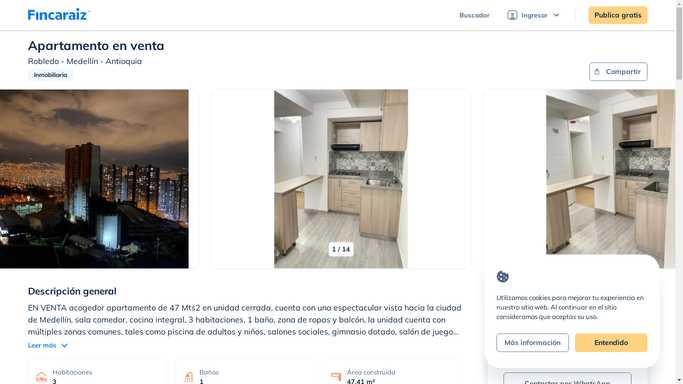 Fincaraiz
Buscador
Ingresar
Publica gratis
Apartamento en venta
Robledo - Medellín - Antioquia
Inmobiliaria
Compartir
1 / 14
Descripción general
EN VENTA acogedor apartamento de 47 Mts2 en unidad cerrada, cuenta con una espectacular vista hacia la ciudad
de Medellín, sala comedor, cocina integral, 3 habitaciones, 1 baño, zona de ropas y balcón, la unidad cuenta con
múltiples zonas comunes, tales como piscina de adultos y niños, salones sociales, gimnasio dotado, salón de juego...
Leer más
Habitaciones
3
Baños
1
Área construida
47.41 m²
Utilizamos cookies para mejorar tu experiencia en
nuestro sitio web. Al continuar en el sitio
consideramos que aceptas su uso.
Más información
Entendido
Contactar por WhatsApp